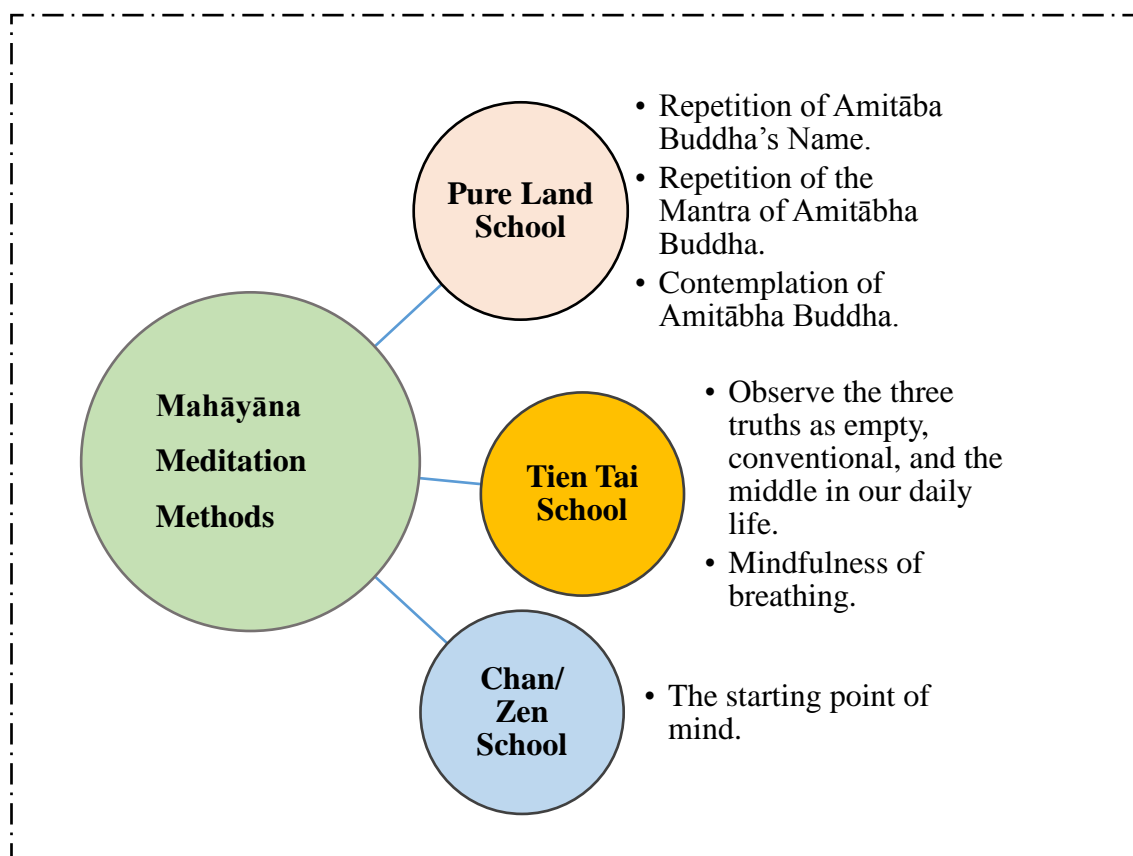 Mahāyāna
Meditation
Methods
Pure Land
School
• Repetition of Amitāba
Buddha’s Name.
• Repetition of the
Mantra of Amitābha
Buddha.
• Contemplation of
Amitābha Buddha.
Tien Tai
School
• Observe the three
truths as empty,
conventional, and the
middle in our daily
life.
• Mindfulness of
breathing.
Chan/
Zen
School
• The starting point of
mind.